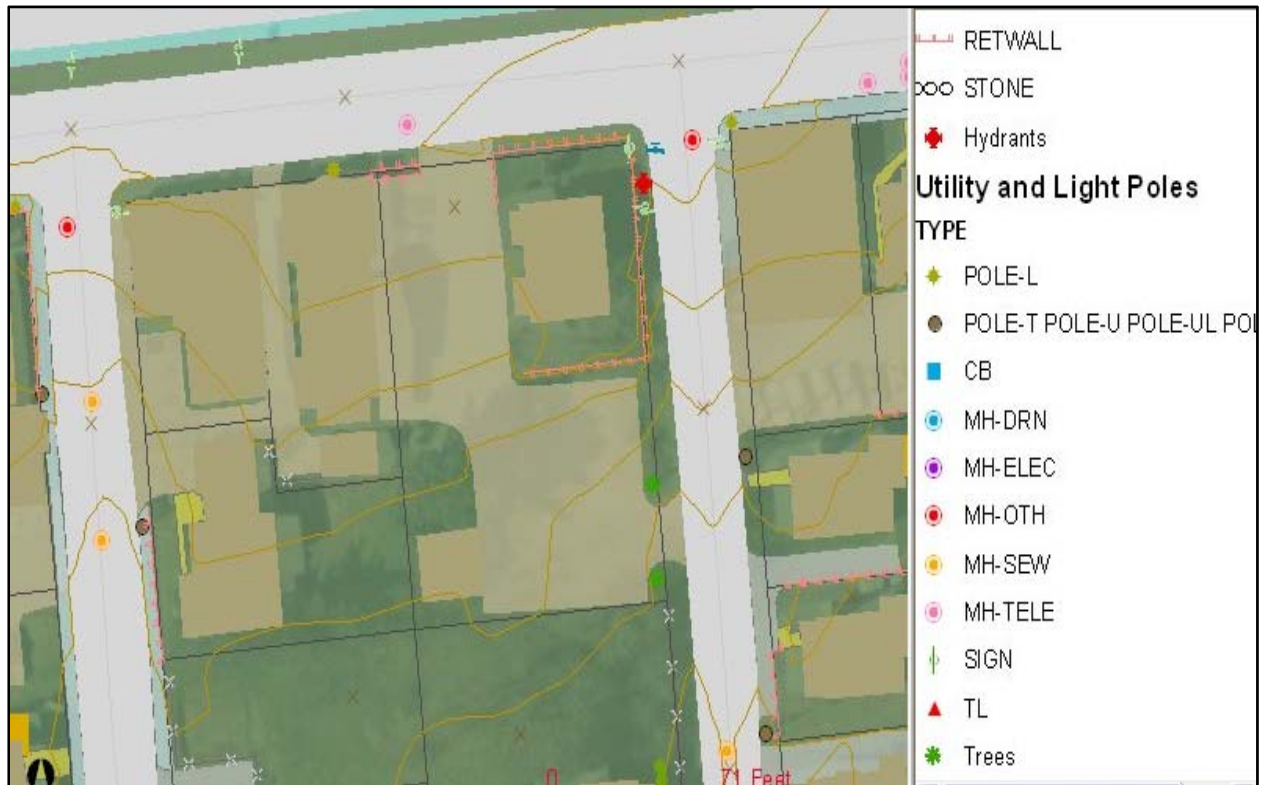 RETWALL
STONE
Hydrants
Utility and Light Poles
TYPE
POLE-L
POLE-T POLE-U POLE-UL POL
CB
MH-DRN
MH-ELEC
MH-OTH
MH-SEW
MH-TELE
SIGN
TL
Trees
0 71 Feet